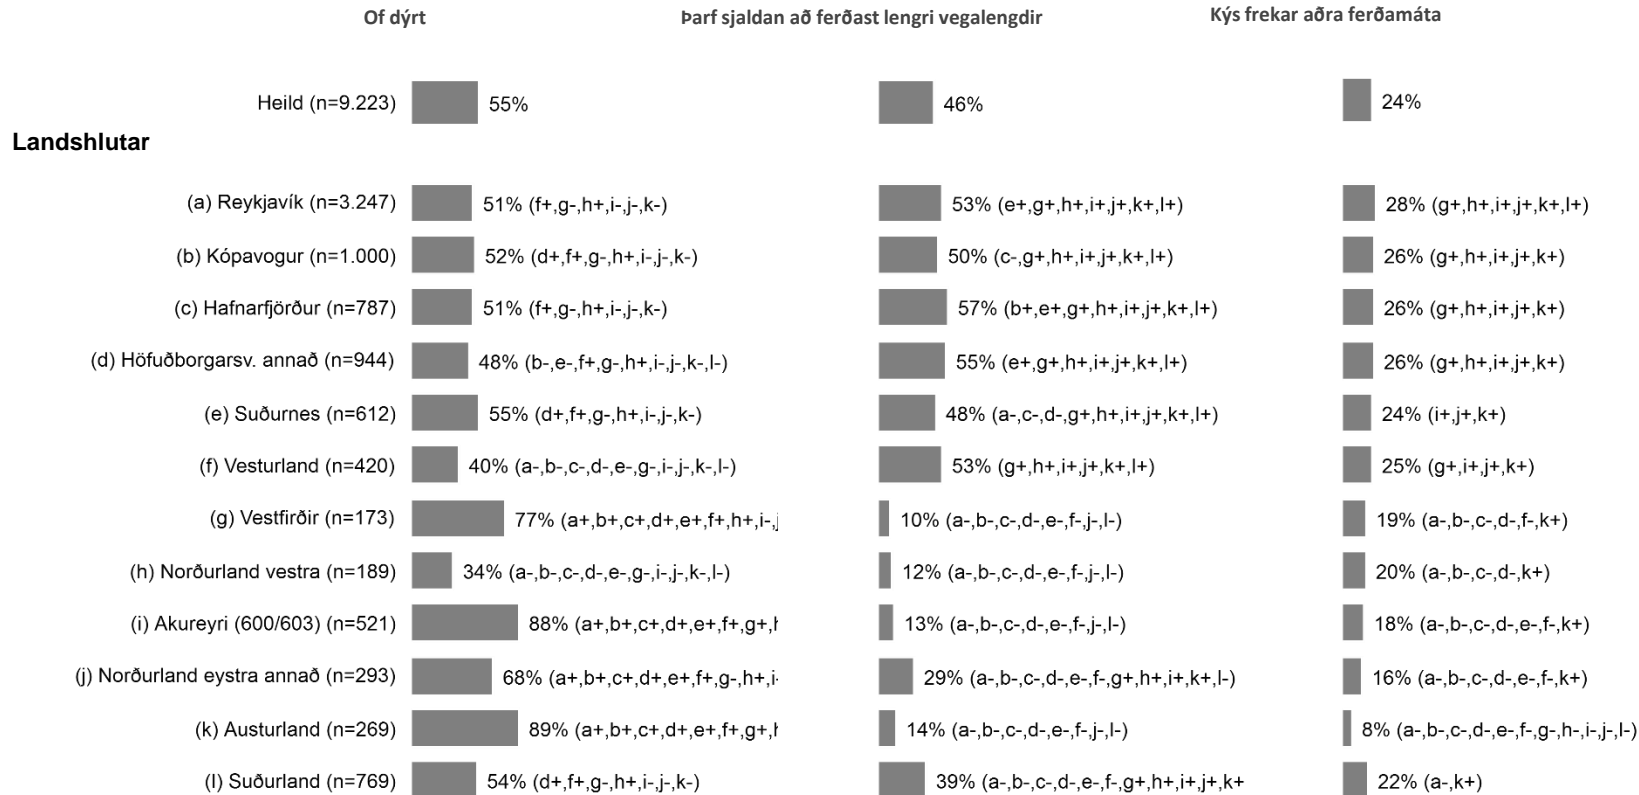 Of dýrt Þarf sjaldan að ferðast lengri vegalengdir Kýs frekar aðra ferðamáta
Heild (n=9.223) 55% 46% 24%
Landshlutar
(a) Reykjavík (n=3.247) 51% (f+,g-,h+,i-,j-,k-) 53% (e+,g+,h+,i+,j+,k+,l+) 28% (g+,h+,i+,j+,k+,l+)
(b) Kópavogur (n=1.000) 52% (d+,f+,g-,h+,i-,j-,k-) 50% (c-,g+,h+,i+,j+,k+,l+) 26% (g+,h+,i+,j+,k+)
(c) Hafnarfjörður (n=787) 51% (f+,g-,h+,i-,j-,k-) 57% (b+,e+,g+,h+,i+,j+,k+,l+) 26% (g+,h+,i+,j+,k+)
(d) Höfuðborgarsv. annað (n=944) 48% (b-,e-,f+,g-,h+,i-,j-,k-,l-) 55% (e+,g+,h+,i+,j+,k+,l+) 26% (g+,h+,i+,j+,k+)
(e) Suðurnes (n=612) 55% (d+,f+,g-,h+,i-,j-,k-) 48% (a-,c-,d-,g+,h+,i+,j+,k+,l+) 24% (i+,j+,k+)
(f) Vesturland (n=420) 40% (a-,b-,c-,d-,e-,g-,i-,j-,k-,l-) 53% (g+,h+,i+,j+,k+,l+) 25% (g+,i+,j+,k+)
(g) Vestfirðir (n=173) 77% (a+,b+,c+,d+,e+,f+,h+,i-,j 10% (a-,b-,c-,d-,e-,f-,j-,l-) 19% (a-,b-,c-,d-,f-,k+)
(h) Norðurland vestra (n=189) 34% (a-,b-,c-,d-,e-,g-,i-,j-,k-,l-) 12% (a-,b-,c-,d-,e-,f-,j-,l-) 20% (a-,b-,c-,d-,k+)
(i) Akureyri (600/603) (n=521) 88% (a+,b+,c+,d+,e+,f+,g+,h 13% (a-,b-,c-,d-,e-,f-,j-,l-) 18% (a-,b-,c-,d-,e-,f-,k+)
(j) Norðurland eystra annað (n=293) 68% (a+,b+,c+,d+,e+,f+,g-,h+,i- 29% (a-,b-,c-,d-,e-,f-,g+,h+,i+,k+,l-) 16% (a-,b-,c-,d-,e-,f-,k+)
(k) Austurland (n=269) 89% (a+,b+,c+,d+,e+,f+,g+,h 14% (a-,b-,c-,d-,e-,f-,j-,l-) 8% (a-,b-,c-,d-,e-,f-,g-,h-,i-,j-,l-)
(l) Suðurland (n=769) 54% (d+,f+,g-,h+,i-,j-,k-) 39% (a-,b-,c-,d-,e-,f-,g+,h+,i+,j+,k+ 22% (a-,k+)